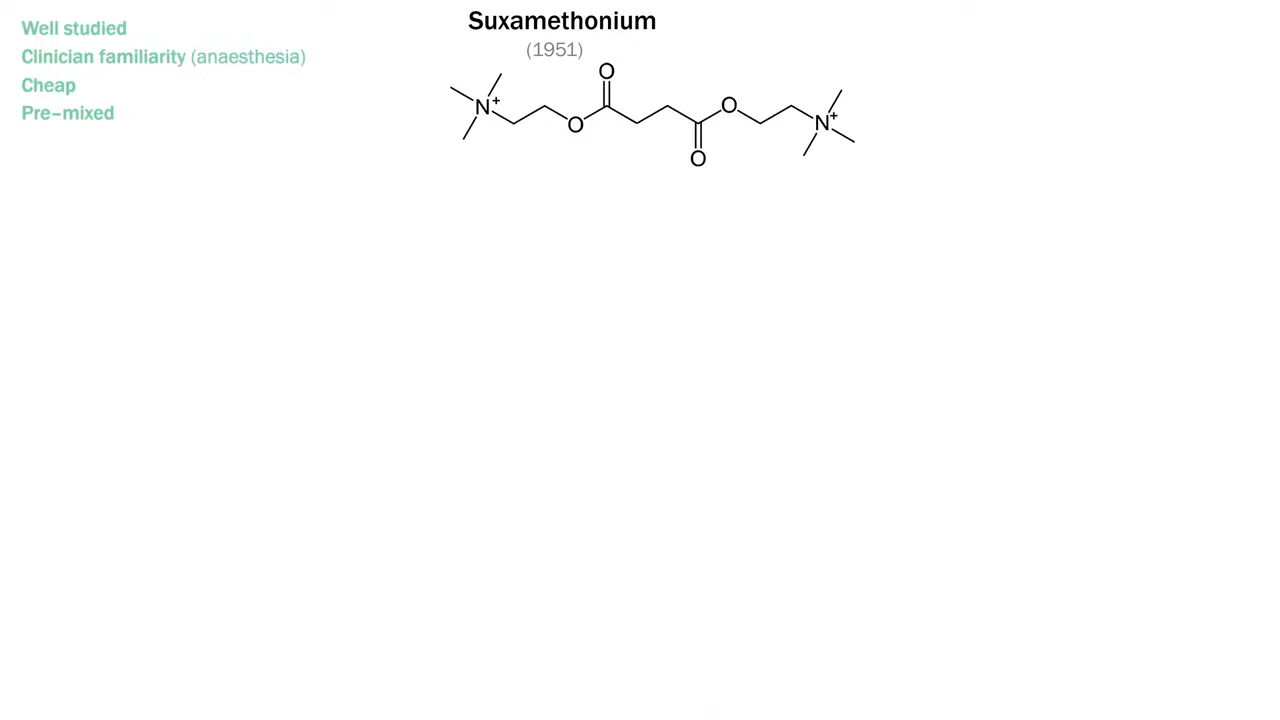 Suxamethonium
(1951)
Well studied
Clinician familiarity (anaesthesia)
Cheap
Pre-mixed
O
N+
O
O
O
N+
O